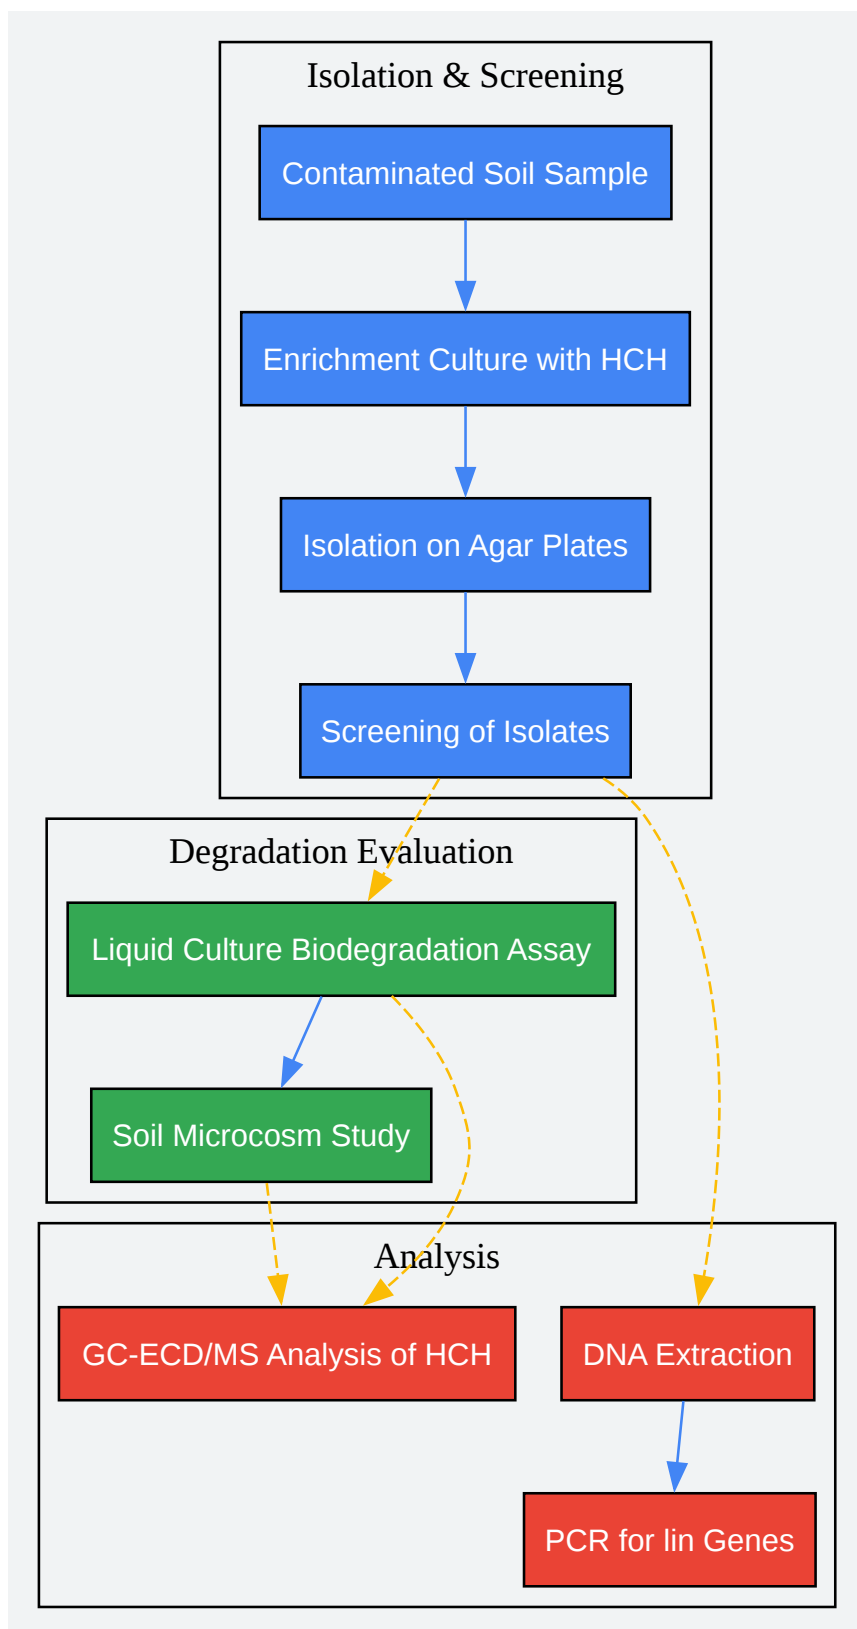 Isolation & Screening
Contaminated Soil Sample
Enrichment Culture with HCH
Isolation on Agar Plates
Screening of Isolates
Degradation Evaluation
Liquid Culture Biodegradation Assay
Soil Microcosm Study
Analysis
GC-ECD/MS Analysis of HCH
DNA Extraction
PCR for lin Genes